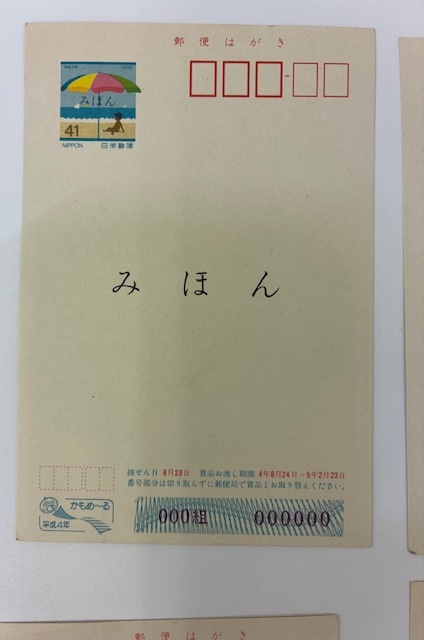 郵便はがき
みほん
41
NIPPON 日本郵便
みほん
抽せん日 8月23日 賞品お渡し期間 4年8月24日-5年2月23日
番号部分は切り取らずに郵便局で賞品とお取り替えください。
かもめ〜る
平成4年
000組 000000
郵便はがき